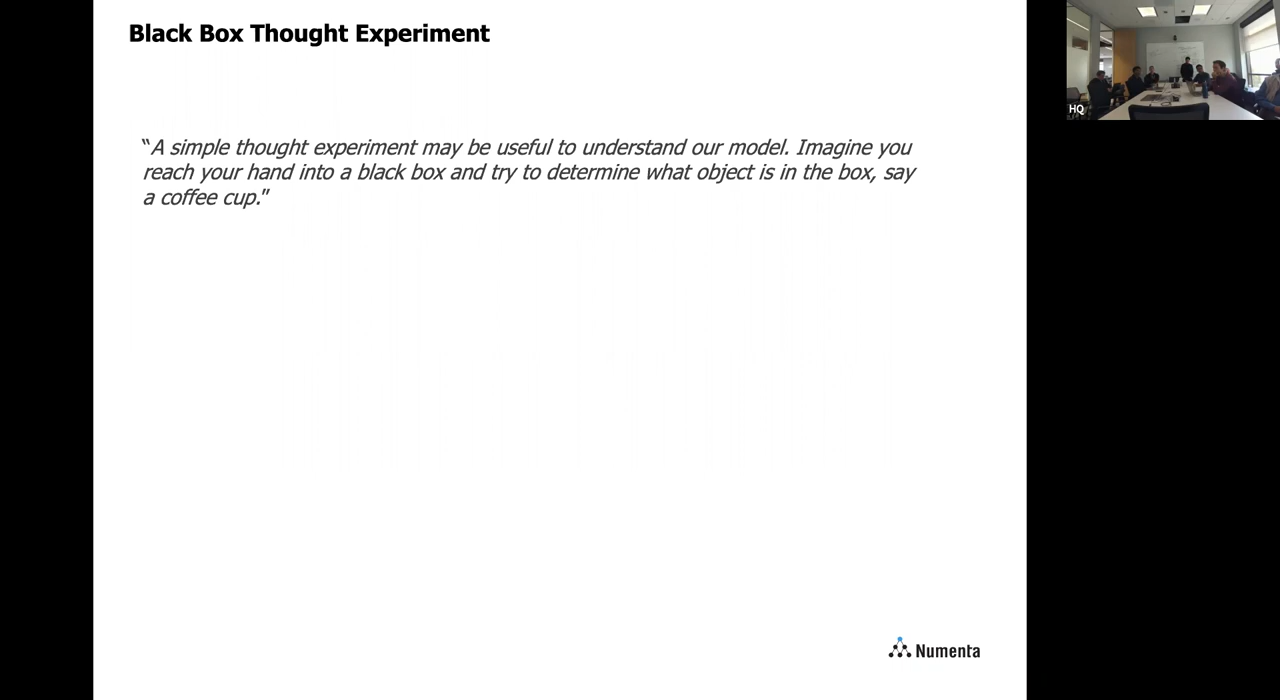 Black Box Thought Experiment
“A simple thought experiment may be useful to understand our model. Imagine you
reach your hand into a black box and try to determine what object is in the box, say
a coffee cup.”
HQ
Numenta